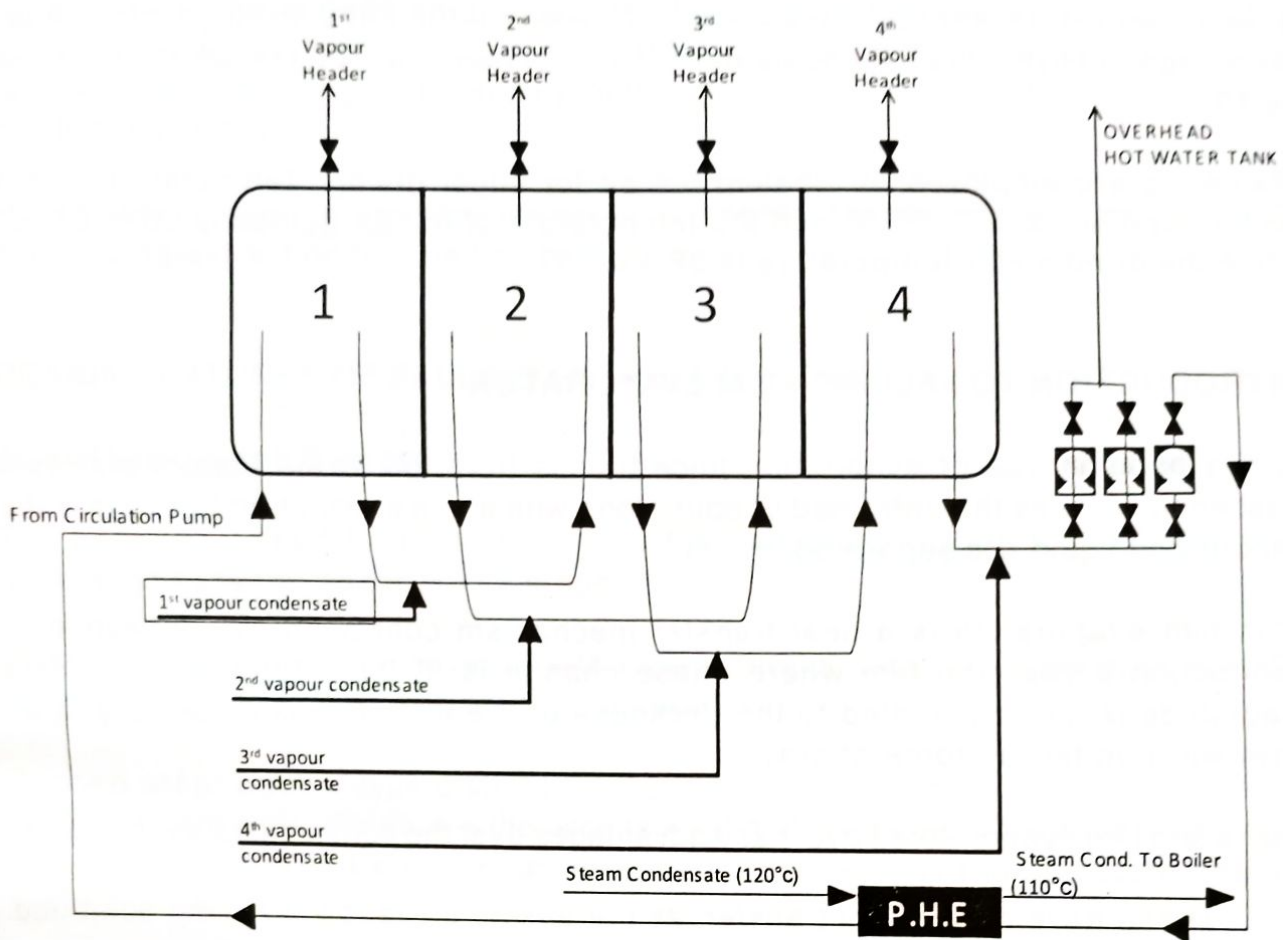 1st
Vapour
Header
2nd
Vapour
Header
3rd
Vapour
Header
4th
Vapour
Header
OVERHEAD
HOT WATER TANK
1
2
3
4
From Circulation Pump
1st vapour condensate
2nd vapour condensate
3rd vapour
condensate
4th vapour
condensate
Steam Condensate (120°c)
Steam Cond. To Boiler
(110°c)
P.H.E